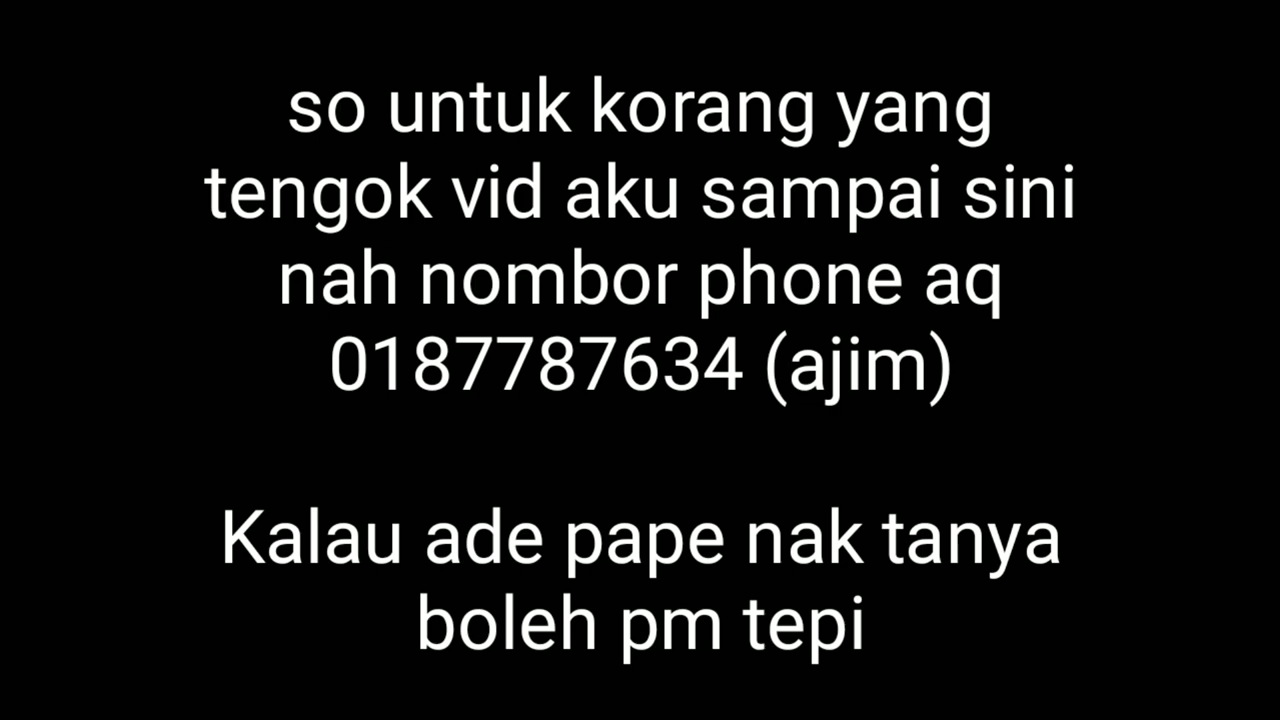 so untuk korang yang
tengok vid aku sampai sini
nah nombor phone aq
0187787634 (ajim)
Kalau ade pape nak tanya
boleh pm tepi